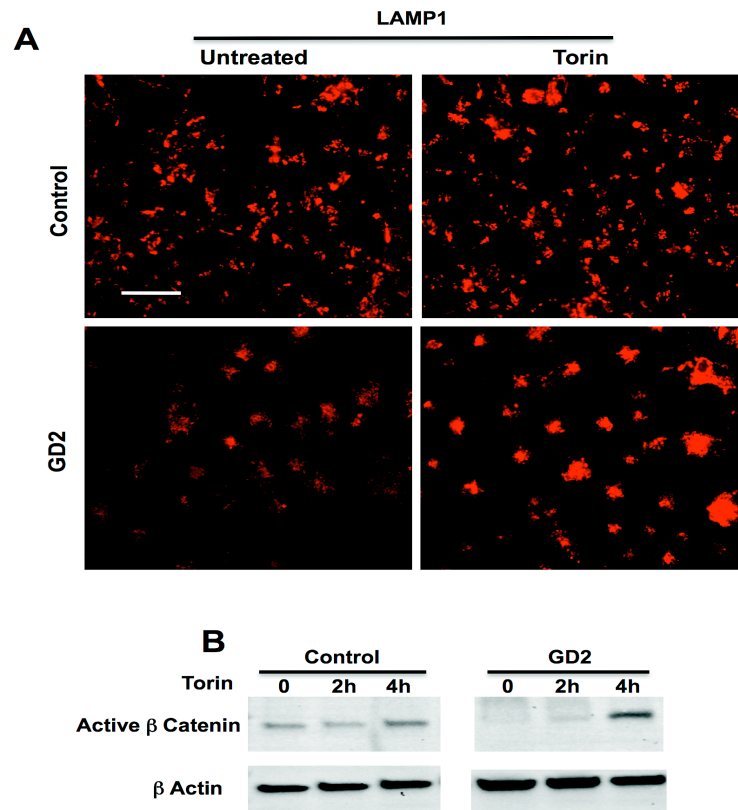 A
LAMP1
Untreated
Torin
Control
GD2
B
Control
GD2
Torin
0
2h
4h
0
2h
4h
Active β Catenin
β Actin